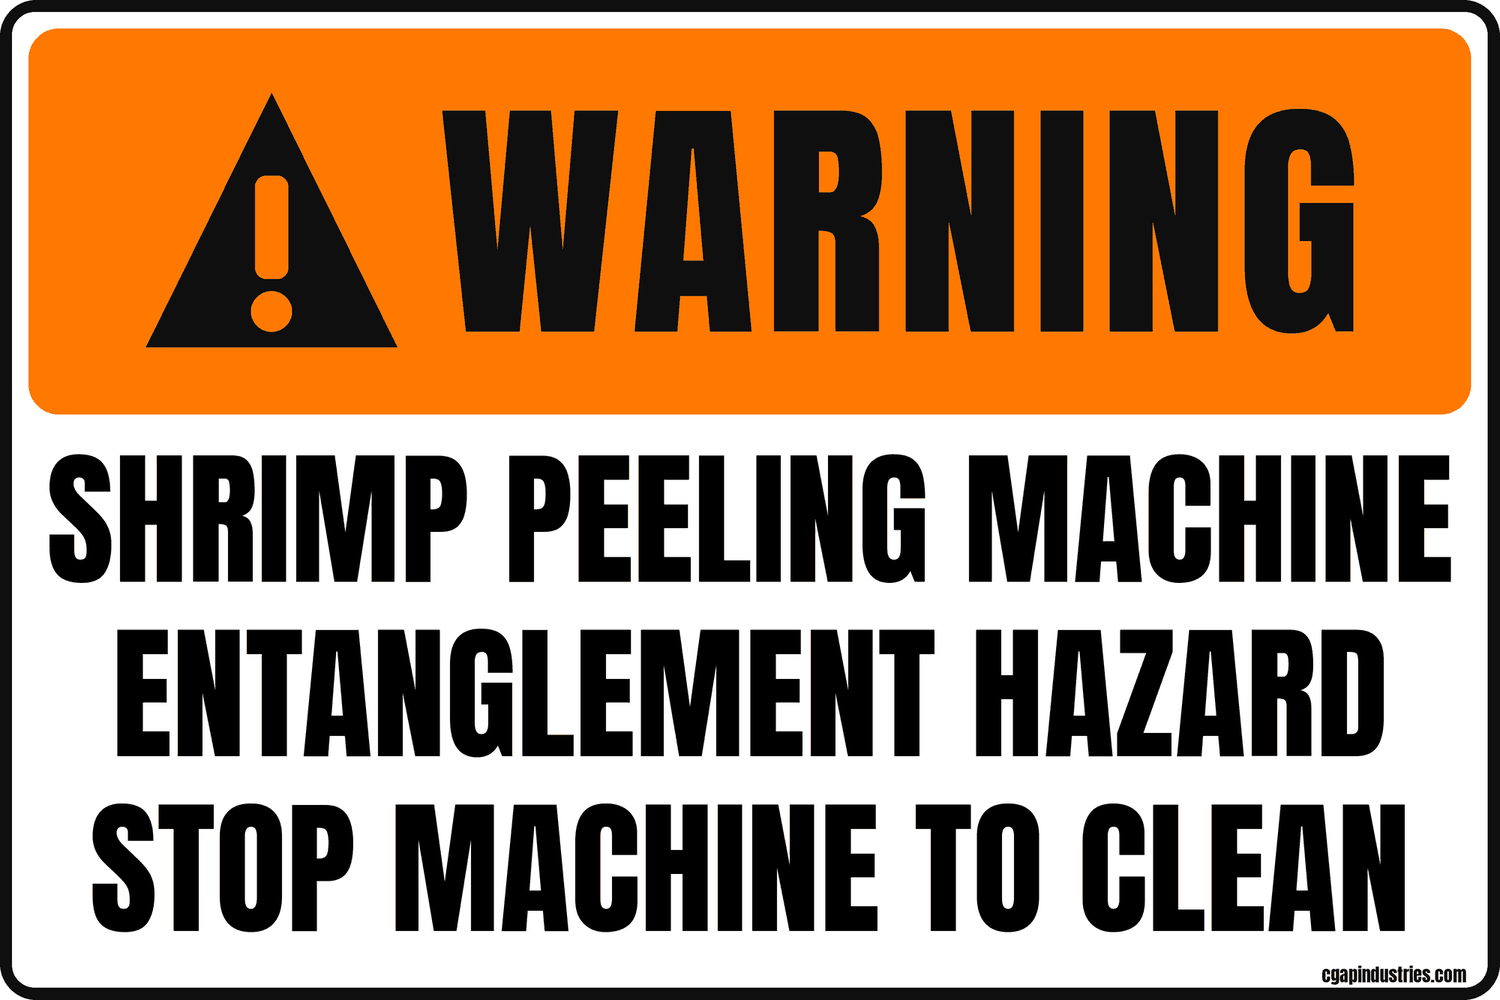 WARNING
SHRIMP PEELING MACHINE
ENTANGLEMENT HAZARD
STOP MACHINE TO CLEAN
cgapindustries.com